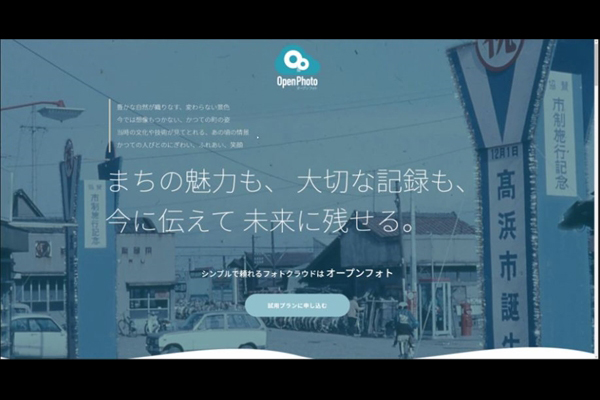 OpenPhoto
豊かな自然が織りなす、変わらない景色
今では想像もつかない、かつての町の姿
当時の文化や技術が見てとれる、あの頃の情景
かつての人びとのにぎわい、ふれあい、笑顔
まちの魅力も、 大切な記録も、
今に伝えて 未来に残せる。
シンプルで頼れるフォトクラウドは オープンフォト
試用プランに申し込む
祝
市制施行記念
12月1日
髙浜市誕生
市制施行記念